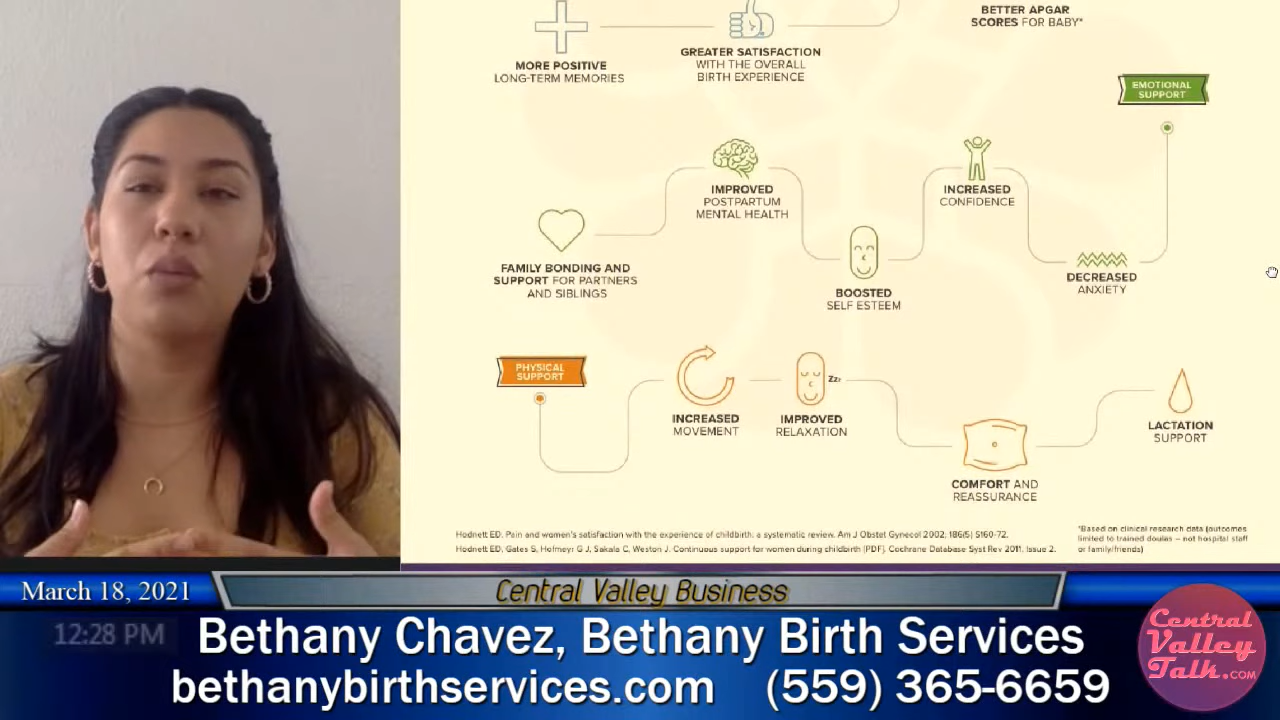 BETTER APGAR
SCORES FOR BABY*
MORE POSITIVE
LONG-TERM MEMORIES
GREATER SATISFACTION
WITH THE OVERALL
BIRTH EXPERIENCE
EMOTIONAL
SUPPORT
IMPROVED
POSTPARTUM
MENTAL HEALTH
INCREASED
CONFIDENCE
FAMILY BONDING AND
SUPPORT FOR PARTNERS
AND SIBLINGS
BOOSTED
SELF ESTEEM
DECREASED
ANXIETY
PHYSICAL
SUPPORT
INCREASED
MOVEMENT
Zzz
IMPROVED
RELAXATION
COMFORT AND
REASSURANCE
LACTATION
SUPPORT
Hodnett ED. Pain and women's satisfaction with the experience of childbirth: a systematic review. Am J Obstet Gynecol 2002; 186(5) S160-72.
Hodnett ED, Gates S, Hofmeyr G J, Sakala C, Weston J. Continuous support for women during childbirth (PDF). Cochrane Database Syst Rev 2011. Issue 2.
*Based on clinical research data (outcomes
limited to trained doulas – not hospital staff
or family/friends)
March 18, 2021
Central Valley Business
12:28 PM
Bethany Chavez, Bethany Birth Services
bethanybirthservices.com (559) 365-6659
Central
Valley
Talk.COM